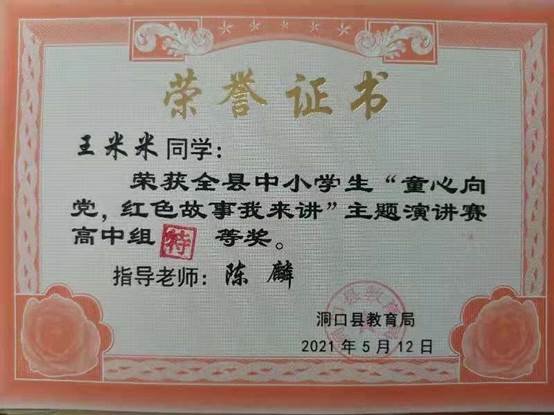 荣誉证书
王米米同学：
荣获全县中小学生“童心向
党，红色故事我来讲”主题演讲赛
高中组 特 等奖。
指导老师：陈麟
洞口县教育局
2021年5月12日